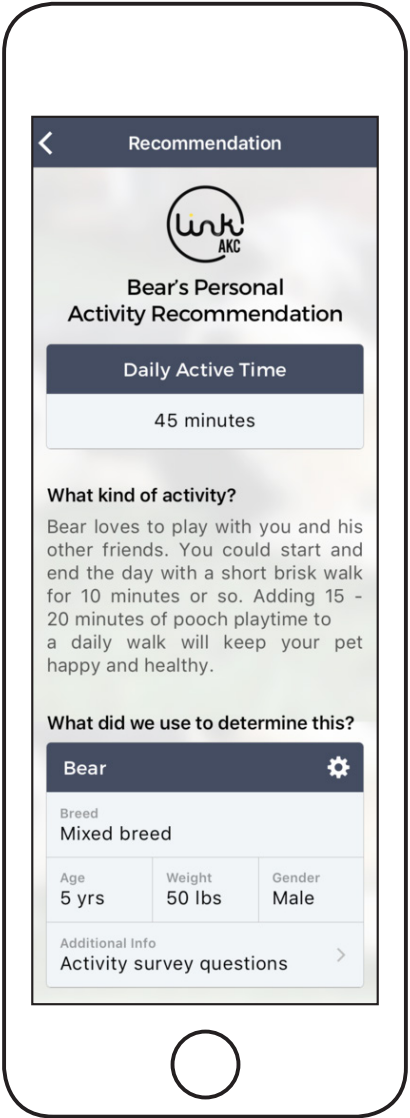 Recommendation
Link
AKC
Bear's Personal
Activity Recommendation
Daily Active Time
45 minutes
What kind of activity?
Bear loves to play with you and his
other friends. You could start and
end the day with a short brisk walk
for 10 minutes or so. Adding 15 -
20 minutes of pooch playtime to
a daily walk will keep your pet
happy and healthy.
What did we use to determine this?
Bear
Breed
Mixed breed
Age Weight Gender
5 yrs 50 lbs Male
Additional Info
Activity survey questions